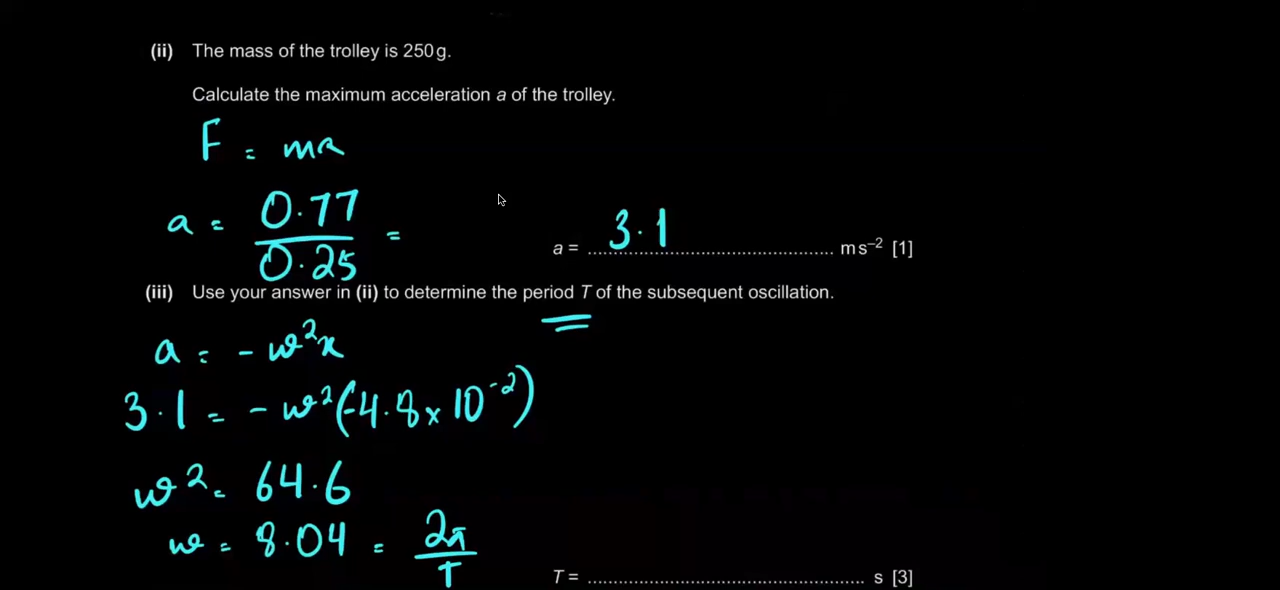 (ii) The mass of the trolley is 250 g.
Calculate the maximum acceleration a of the trolley.
F = ma
a = 0.77 / 0.25 =
a = 3.1 m s⁻² [1]
(iii) Use your answer in (ii) to determine the period T of the subsequent oscillation.
a = - ω²x
3.1 = - ω²(-4.8 × 10⁻²)
ω² = 64.6
ω = 8.04 = 2π / T
T = ........................................ s [3]